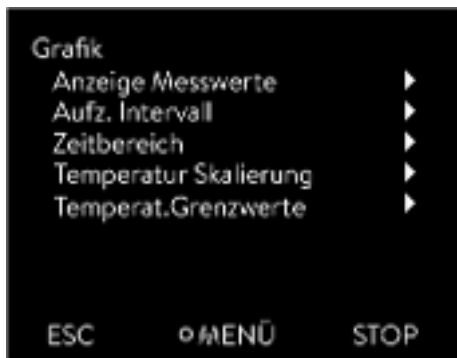 Grafik
Anzeige Messwerte
Aufz. Intervall
Zeitbereich
Temperatur Skalierung
Temperat.Grenzwerte
ESC MENÜ STOP